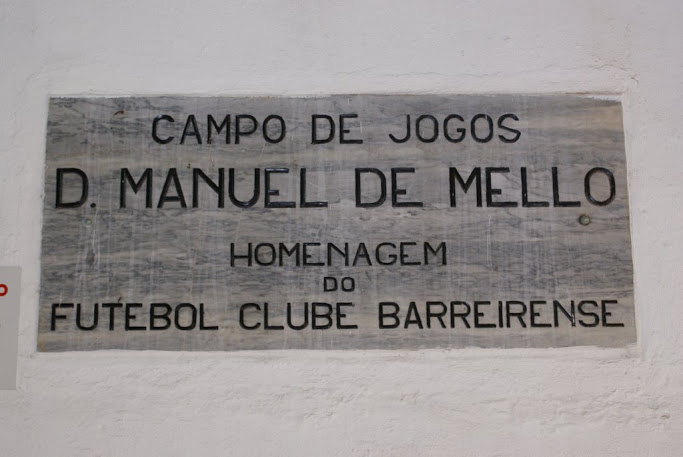 CAMPO DE JOGOS
D. MANUEL DE MELLO
HOMENAGEM
DO
FUTEBOL CLUBE BARREIRENSE